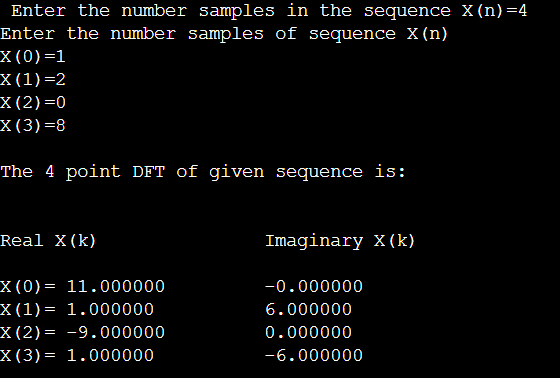 Enter the number samples in the sequence X(n)=4
Enter the number samples of sequence X(n)
X(0)=1
X(1)=2
X(2)=0
X(3)=8
The 4 point DFT of given sequence is:
Real X(k) Imaginary X(k)
X(0)= 11.000000 -0.000000
X(1)= 1.000000 6.000000
X(2)= -9.000000 0.000000
X(3)= 1.000000 -6.000000